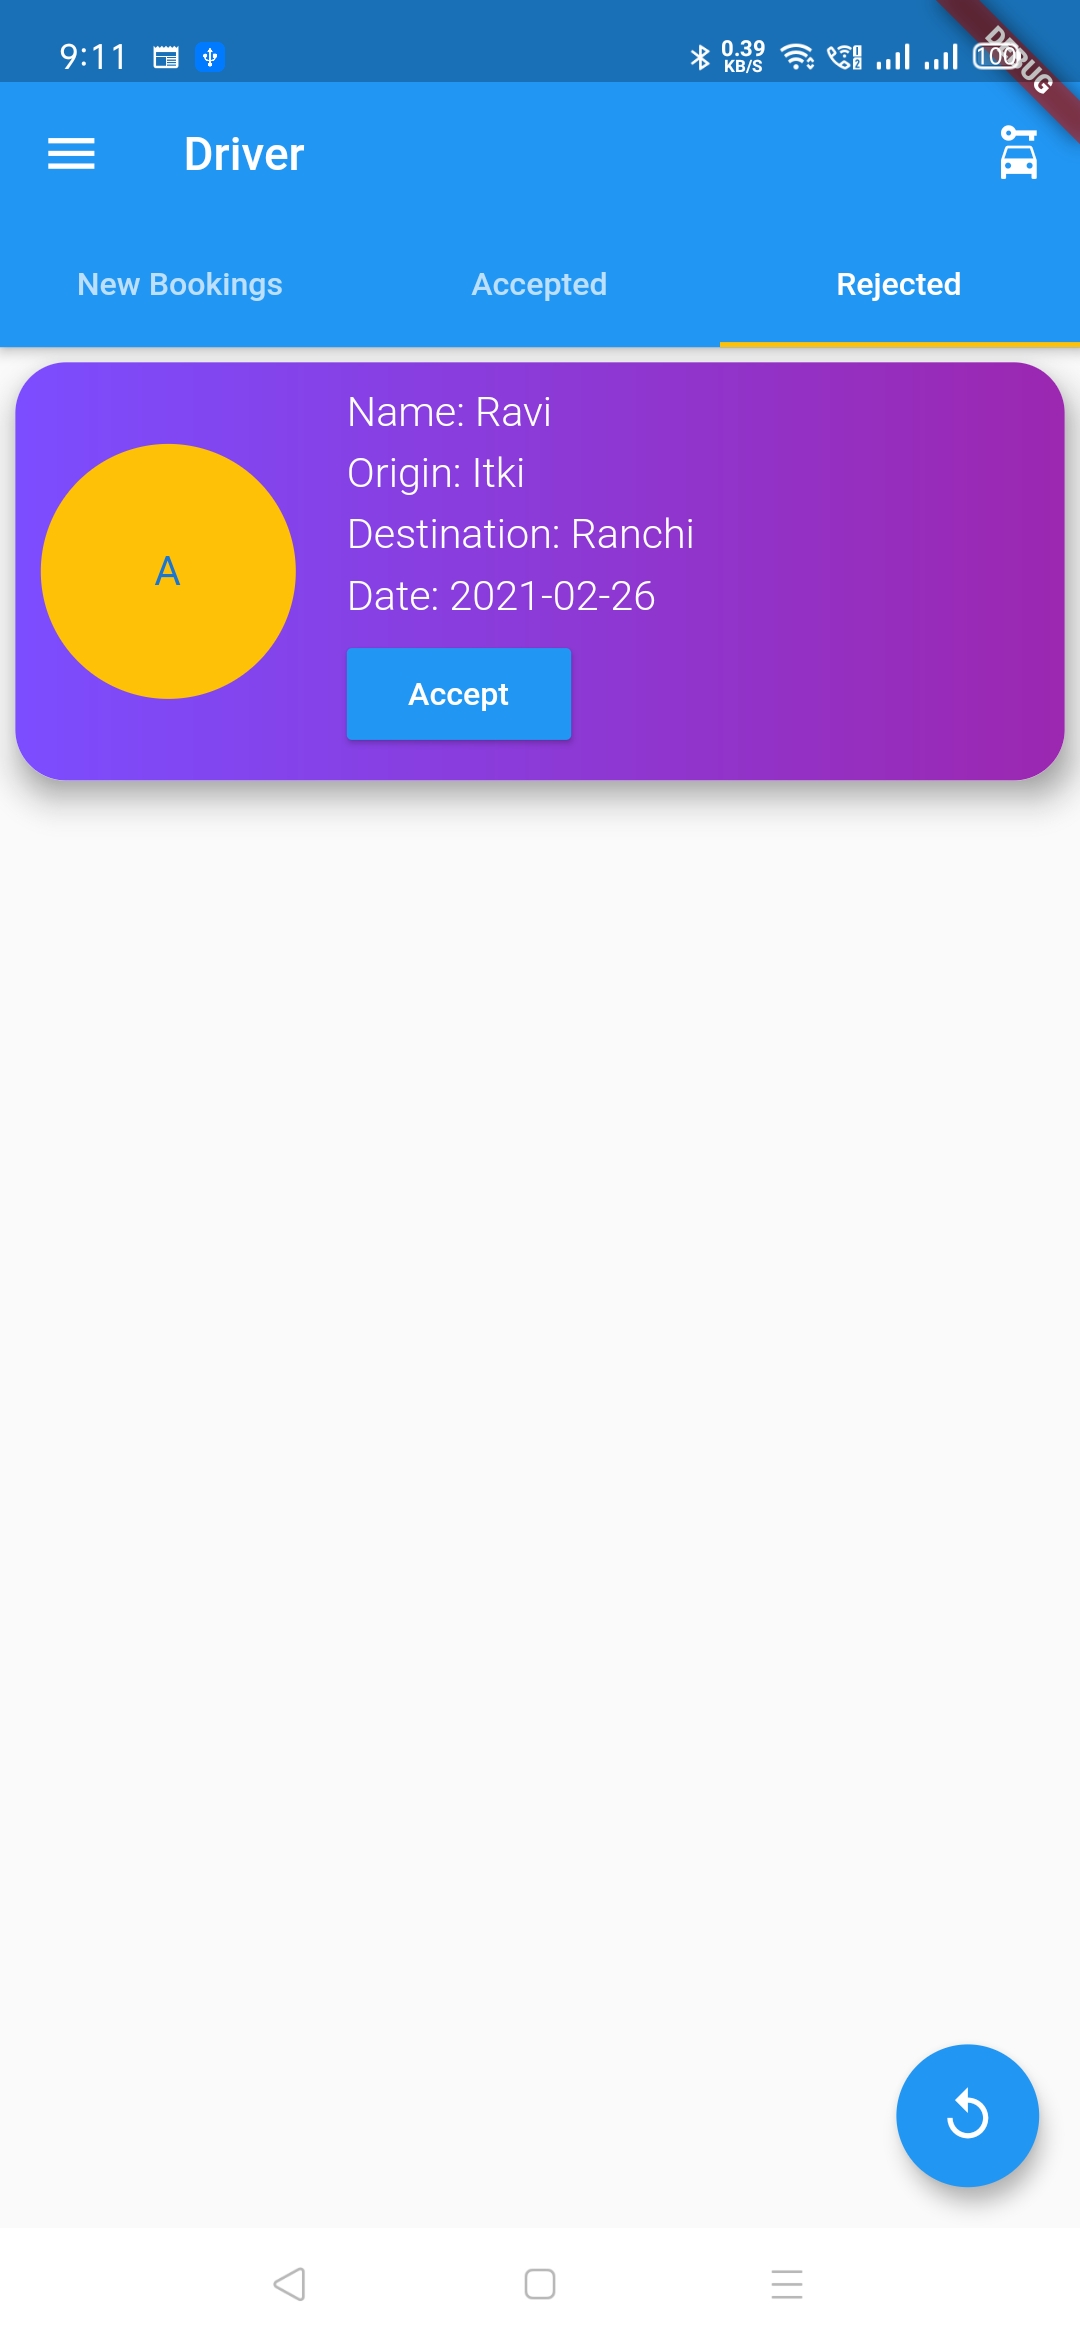 9:11
0.39
KB/S
100
DEBUG
Driver
New Bookings
Accepted
Rejected
A
Name: Ravi
Origin: Itki
Destination: Ranchi
Date: 2021-02-26
Accept